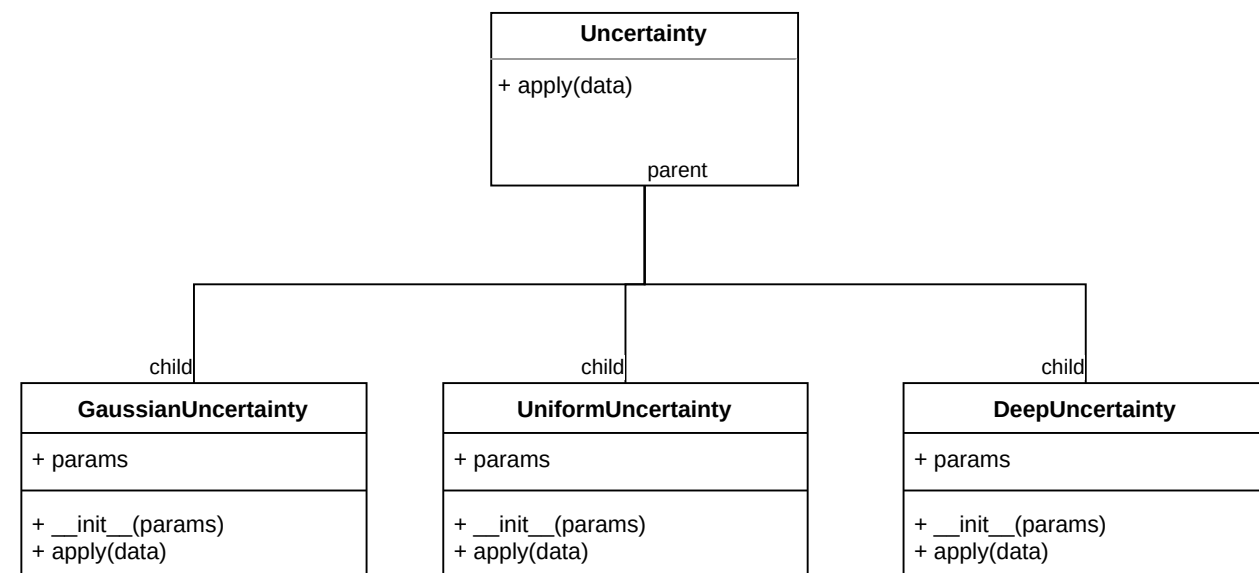 Uncertainty
+ apply(data)
parent
child
child
child
GaussianUncertainty
UniformUncertainty
DeepUncertainty
+ params
+ params
+ params
+ __init__(params)
+ apply(data)
+ __init__(params)
+ apply(data)
+ __init__(params)
+ apply(data)